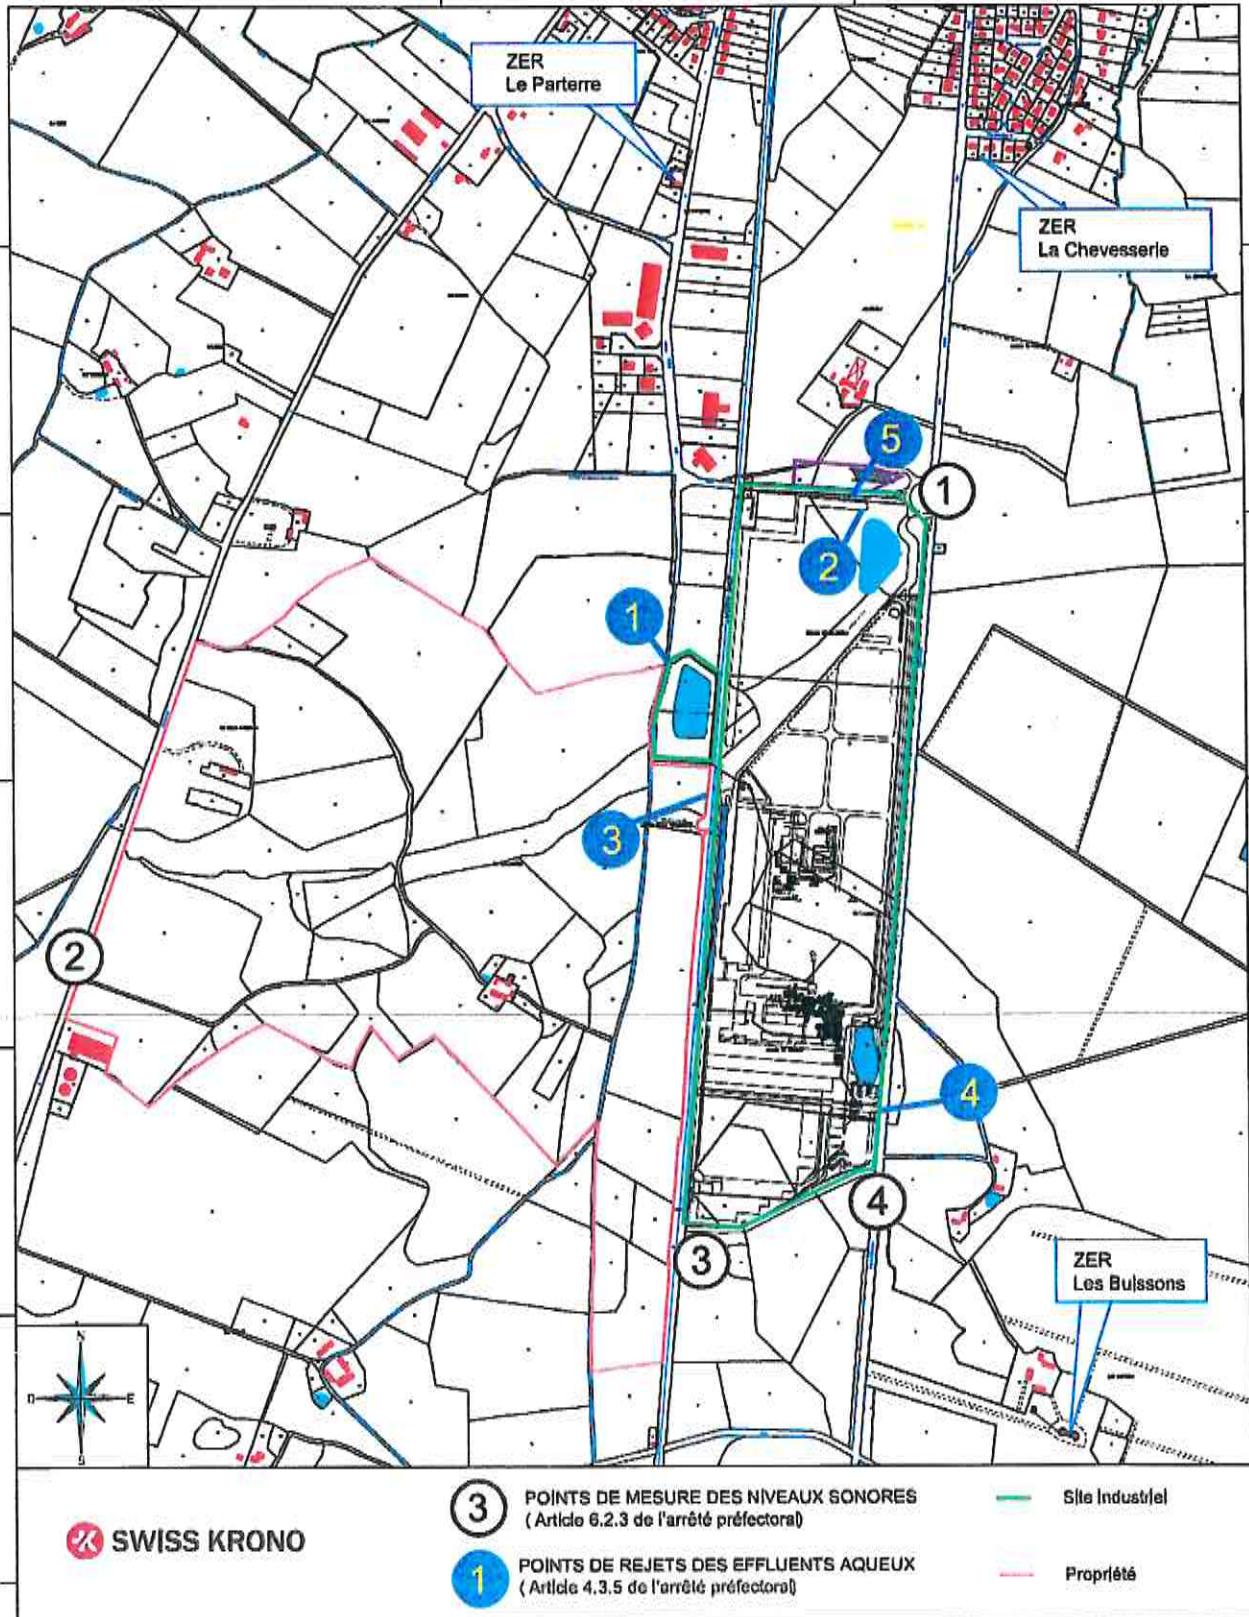 ZER
Le Parterre
ZER
La Chevesserie
5
1
2
1
3
2
4
4
3
ZER
Les Buissons
N
O
E
S
SWISS KRONO
3
POINTS DE MESURE DES NIVEAUX SONORES
( Article 6.2.3 de l'arrêté préfectoral)
Site Industriel
1
POINTS DE REJETS DES EFFLUENTS AQUEUX
( Article 4.3.5 de l'arrêté préfectoral)
Propriété